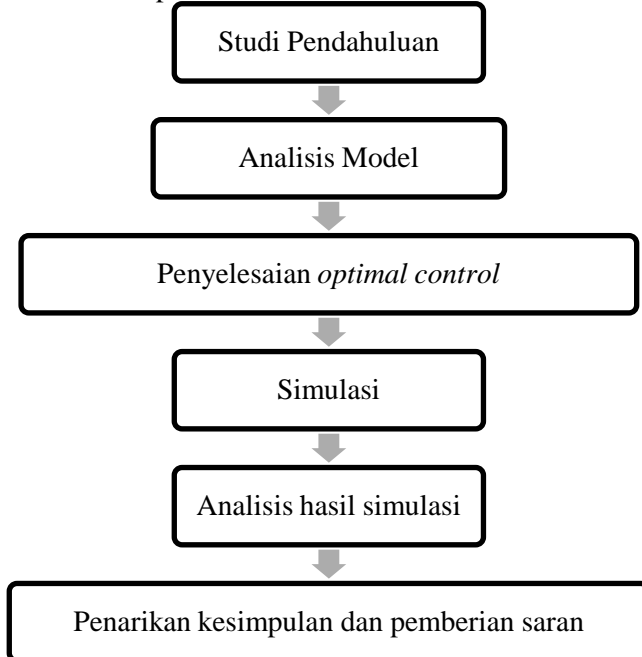 Studi Pendahuluan
Analisis Model
Penyelesaian optimal control
Simulasi
Analisis hasil simulasi
Penarikan kesimpulan dan pemberian saran